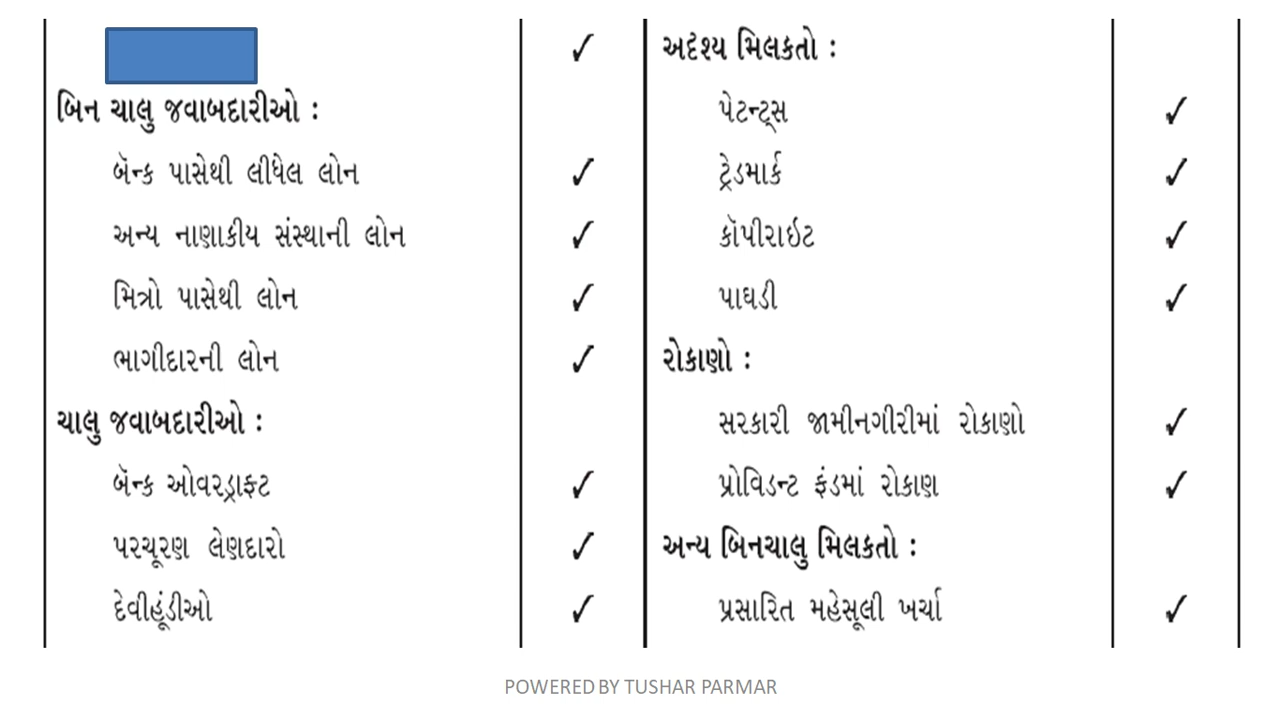 ✓
બિન ચાલુ જવાબદારીઓ :
બૅન્ક પાસેથી લીધેલ લોન ✓
અન્ય નાણાકીય સંસ્થાની લોન ✓
મિત્રો પાસેથી લોન ✓
ભાગીદારની લોન ✓
ચાલુ જવાબદારીઓ :
બૅન્ક ઓવરડ્રાફ્ટ ✓
પરચૂરણ લેણદારો ✓
દેવીહૂંડીઓ ✓
અદૃશ્ય મિલકતો :
પેટન્ટ્સ ✓
ટ્રેડમાર્ક ✓
કૉપીરાઇટ ✓
પાઘડી ✓
રોકાણો :
સરકારી જામીનગીરીમાં રોકાણો ✓
પ્રોવિડન્ટ ફંડમાં રોકાણ ✓
અન્ય બિનચાલુ મિલકતો :
પ્રસારિત મહેસૂલી ખર્ચા ✓
POWERED BY TUSHAR PARMAR